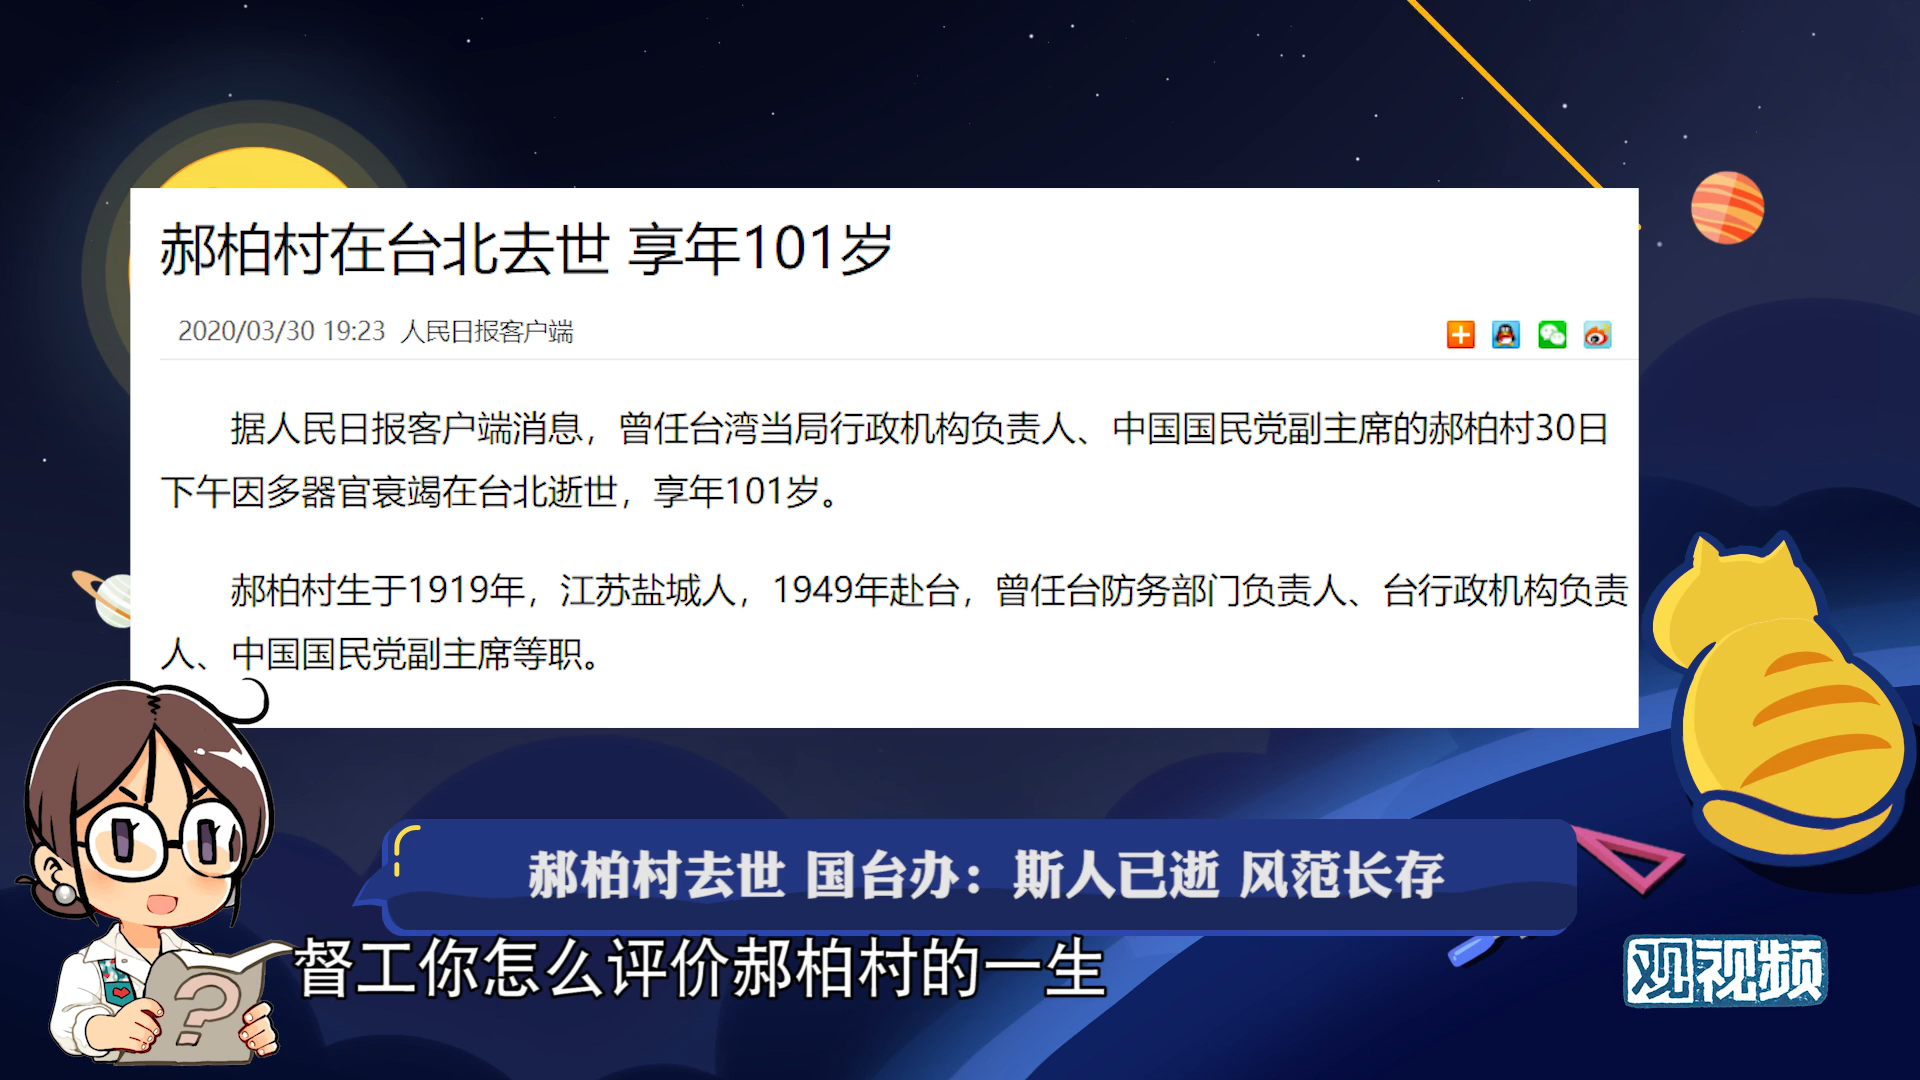 郝柏村在台北去世 享年101岁
2020/03/30 19:23 人民日报客户端
据人民日报客户端消息，曾任台湾当局行政机构负责人、中国国民党副主席的郝柏村30日
下午因多器官衰竭在台北逝世，享年101岁。
郝柏村生于1919年，江苏盐城人，1949年赴台，曾任台防务部门负责人、台行政机构负责
人、中国国民党副主席等职。
郝柏村去世 国台办：斯人已逝 风范长存
督工你怎么评价郝柏村的一生
?
观视频